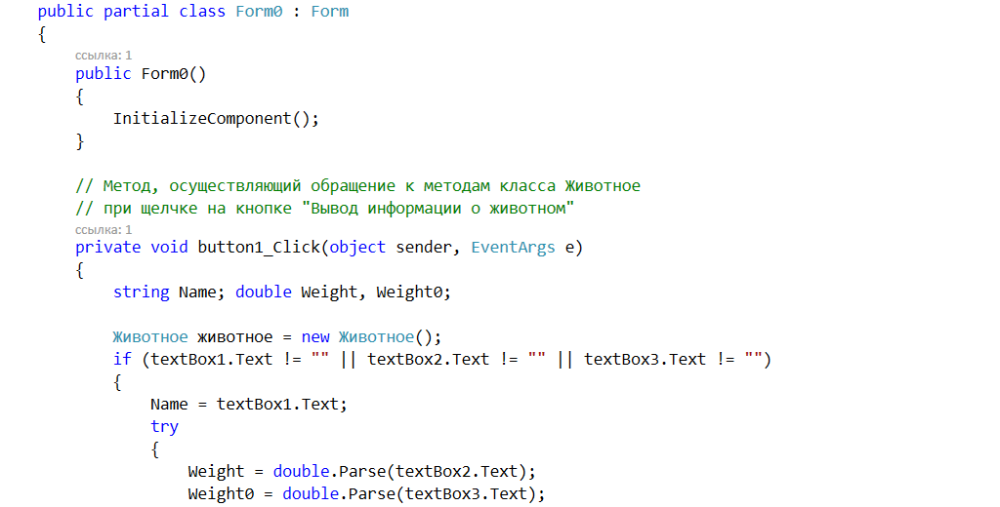 public partial class Form0 : Form
{
ссылка: 1
public Form0()
{
InitializeComponent();
}
// Метод, осуществляющий обращение к методам класса Животное
// при щелчке на кнопке "Вывод информации о животном"
ссылка: 1
private void button1_Click(object sender, EventArgs e)
{
string Name; double Weight, Weight0;
Животное животное = new Животное();
if (textBox1.Text != "" || textBox2.Text != "" || textBox3.Text != "")
{
Name = textBox1.Text;
try
{
Weight = double.Parse(textBox2.Text);
Weight0 = double.Parse(textBox3.Text);